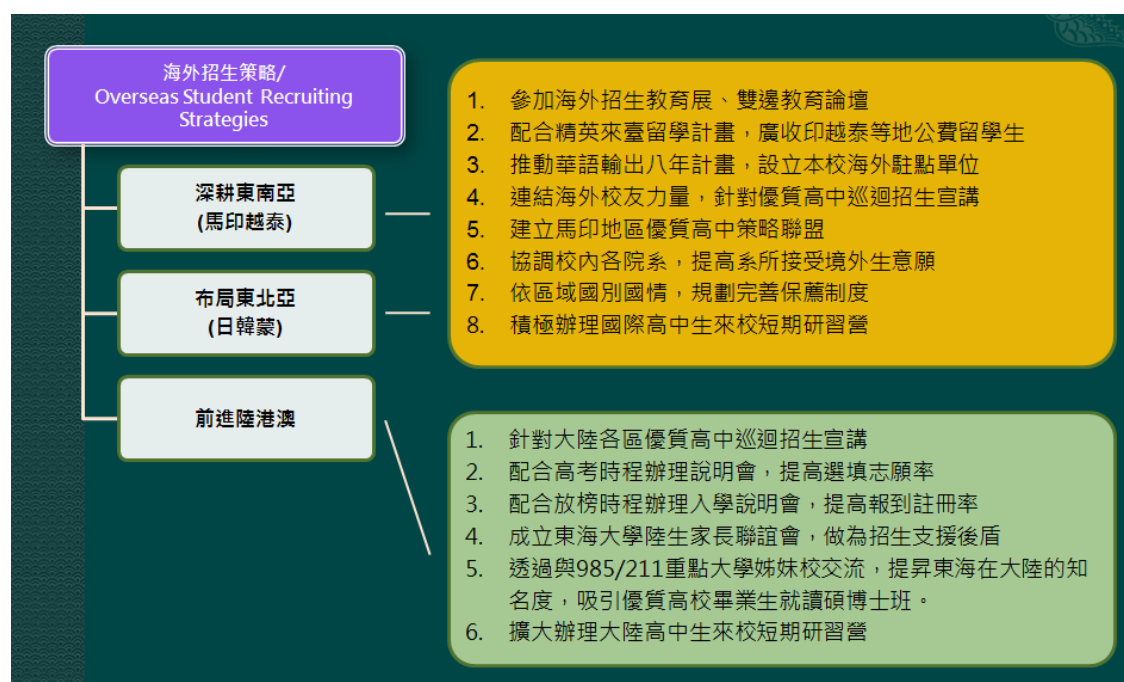 海外招生策略/
Overseas Student Recruiting
Strategies
深耕東南亞
(馬印越泰)
布局東北亞
(日韓蒙)
前進陸港澳
1. 參加海外招生教育展、雙邊教育論壇
2. 配合精英來臺留學計畫，廣收印越泰等地公費留學生
3. 推動華語輸出八年計畫，設立本校海外駐點單位
4. 連結海外校友力量，針對優質高中巡迴招生宣講
5. 建立馬印地區優質高中策略聯盟
6. 協調校內各院系，提高系所接受境外生意願
7. 依區域國別國情，規劃完善保薦制度
8. 積極辦理國際高中生來校短期研習營
1. 針對大陸各區優質高中巡迴招生宣講
2. 配合高考時程辦理說明會，提高選填志願率
3. 配合放榜時程辦理入學說明會，提高報到註冊率
4. 成立東海大學陸生家長聯誼會，做為招生支援後盾
5. 透過與985/211重點大學姊妹校交流，提昇東海在大陸的知
名度，吸引優質高校畢業生就讀碩博士班。
6. 擴大辦理大陸高中生來校短期研習營